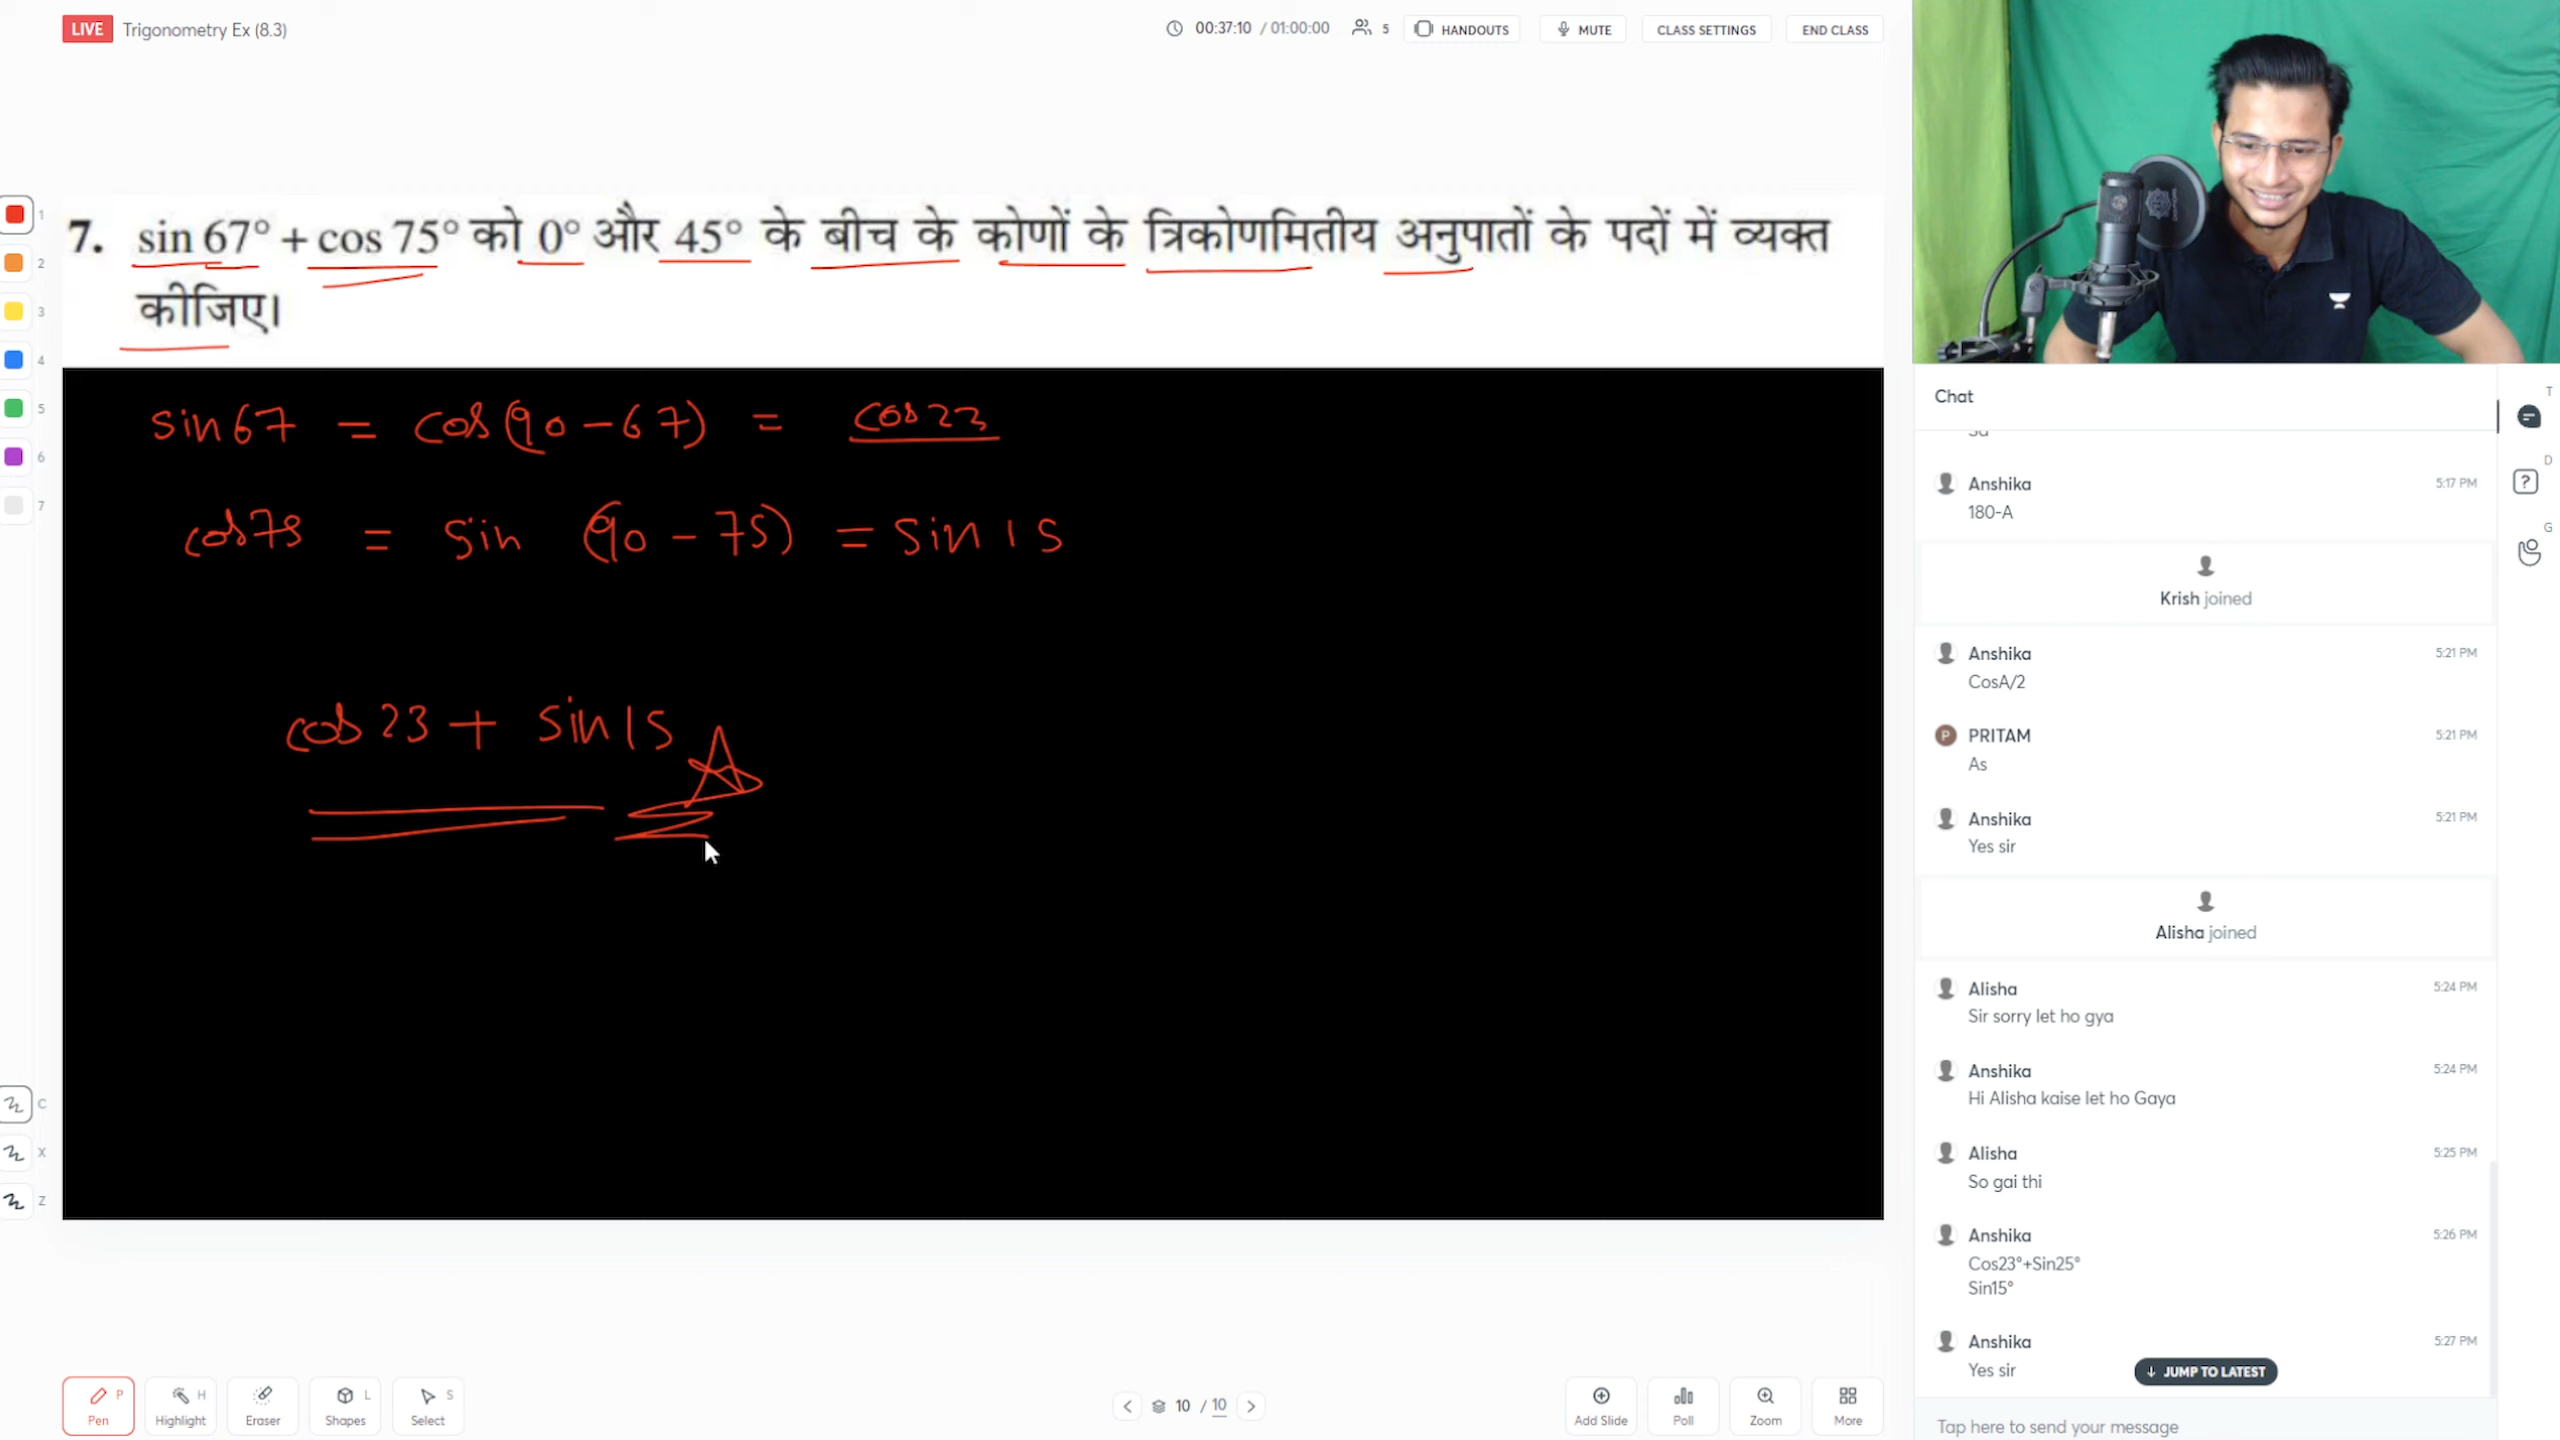 LIVE Trigonometry Ex (8.3)
00:37:10 / 01:00:00 5 HANDOUTS MUTE CLASS SETTINGS END CLASS
7. sin 67° + cos 75° को 0° और 45° के बीच के कोणों के त्रिकोणमितीय अनुपातों के पदों में व्यक्त
कीजिए।
sin 67 = cos (90 - 67) = cos 23
cos 75 = sin (90 - 75) = sin 15
cos 23 + sin 15
1
2
3
4
5
6
7
C
X
Z
Pen P
Highlight H
Eraser
Shapes L
Select S
10 / 10
Add Slide
Poll
Zoom
More
Chat
T
D
G
Anshika 5:17 PM
180-A
Krish joined
Anshika 5:21 PM
CosA/2
P PRITAM 5:21 PM
As
Anshika 5:21 PM
Yes sir
Alisha joined
Alisha 5:24 PM
Sir sorry let ho gya
Anshika 5:24 PM
Hi Alisha kaise let ho Gaya
Alisha 5:25 PM
So gai thi
Anshika 5:26 PM
Cos23°+Sin25°
Sin15°
Anshika 5:27 PM
Yes sir
↓ JUMP TO LATEST
Tap here to send your message